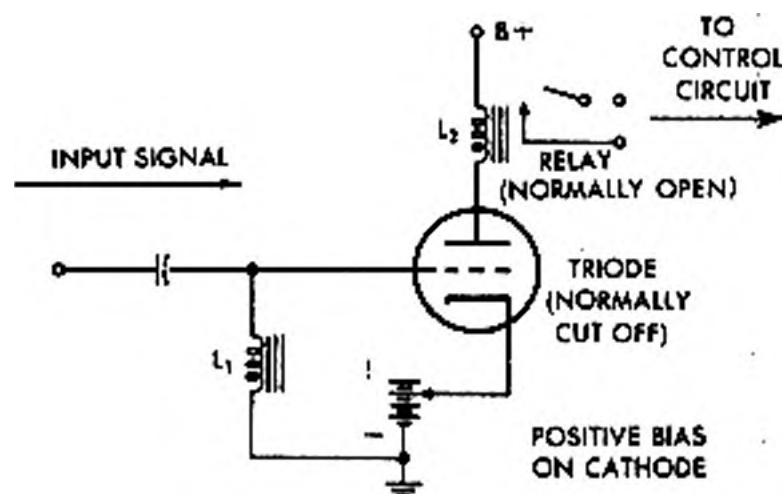 B+
TO
CONTROL
CIRCUIT
L2
INPUT SIGNAL
RELAY
(NORMALLY OPEN)
TRIODE
(NORMALLY
CUT OFF)
L1
POSITIVE BIAS
ON CATHODE